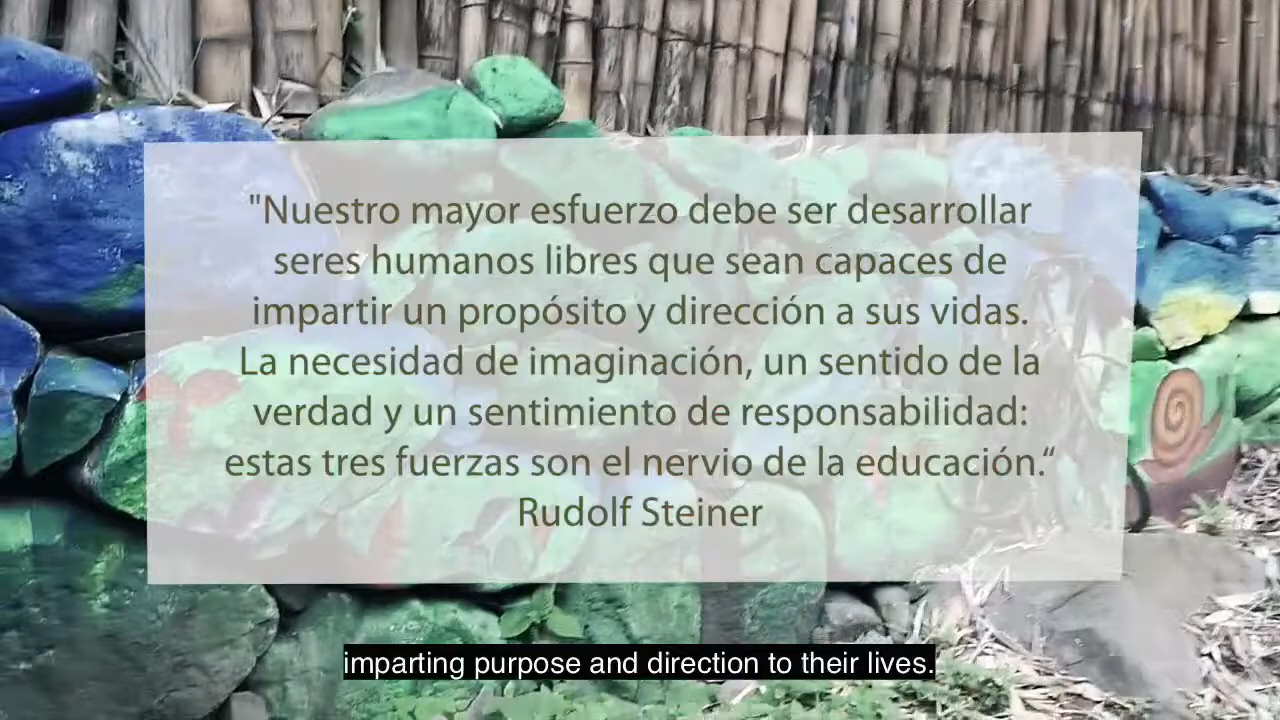 "Nuestro mayor esfuerzo debe ser desarrollar
seres humanos libres que sean capaces de
impartir un propósito y dirección a sus vidas.
La necesidad de imaginación, un sentido de la
verdad y un sentimiento de responsabilidad:
estas tres fuerzas son el nervio de la educación.“
Rudolf Steiner
imparting purpose and direction to their lives.